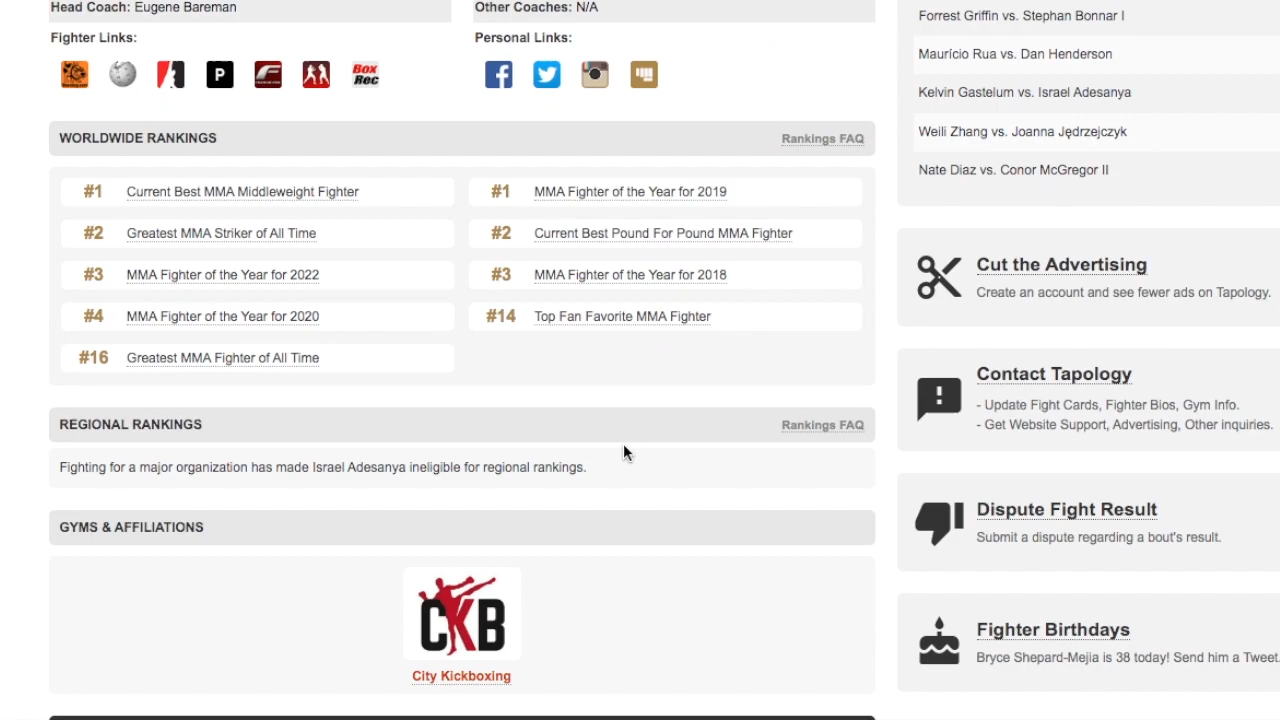 Head Coach: Eugene Bareman
Other Coaches: N/A
Fighter Links:
Personal Links:
P
Box
Rec
WORLDWIDE RANKINGS
Rankings FAQ
#1 Current Best MMA Middleweight Fighter
#1 MMA Fighter of the Year for 2019
#2 Greatest MMA Striker of All Time
#2 Current Best Pound For Pound MMA Fighter
#3 MMA Fighter of the Year for 2022
#3 MMA Fighter of the Year for 2018
#4 MMA Fighter of the Year for 2020
#14 Top Fan Favorite MMA Fighter
#16 Greatest MMA Fighter of All Time
REGIONAL RANKINGS
Rankings FAQ
Fighting for a major organization has made Israel Adesanya ineligible for regional rankings.
GYMS & AFFILIATIONS
CKB
City Kickboxing
Forrest Griffin vs. Stephan Bonnar I
Maurício Rua vs. Dan Henderson
Kelvin Gastelum vs. Israel Adesanya
Weili Zhang vs. Joanna Jędrzejczyk
Nate Diaz vs. Conor McGregor II
Cut the Advertising
Create an account and see fewer ads on Tapology.
Contact Tapology
- Update Fight Cards, Fighter Bios, Gym Info.
- Get Website Support, Advertising, Other inquiries.
Dispute Fight Result
Submit a dispute regarding a bout's result.
Fighter Birthdays
Bryce Shepard-Mejia is 38 today! Send him a Tweet.